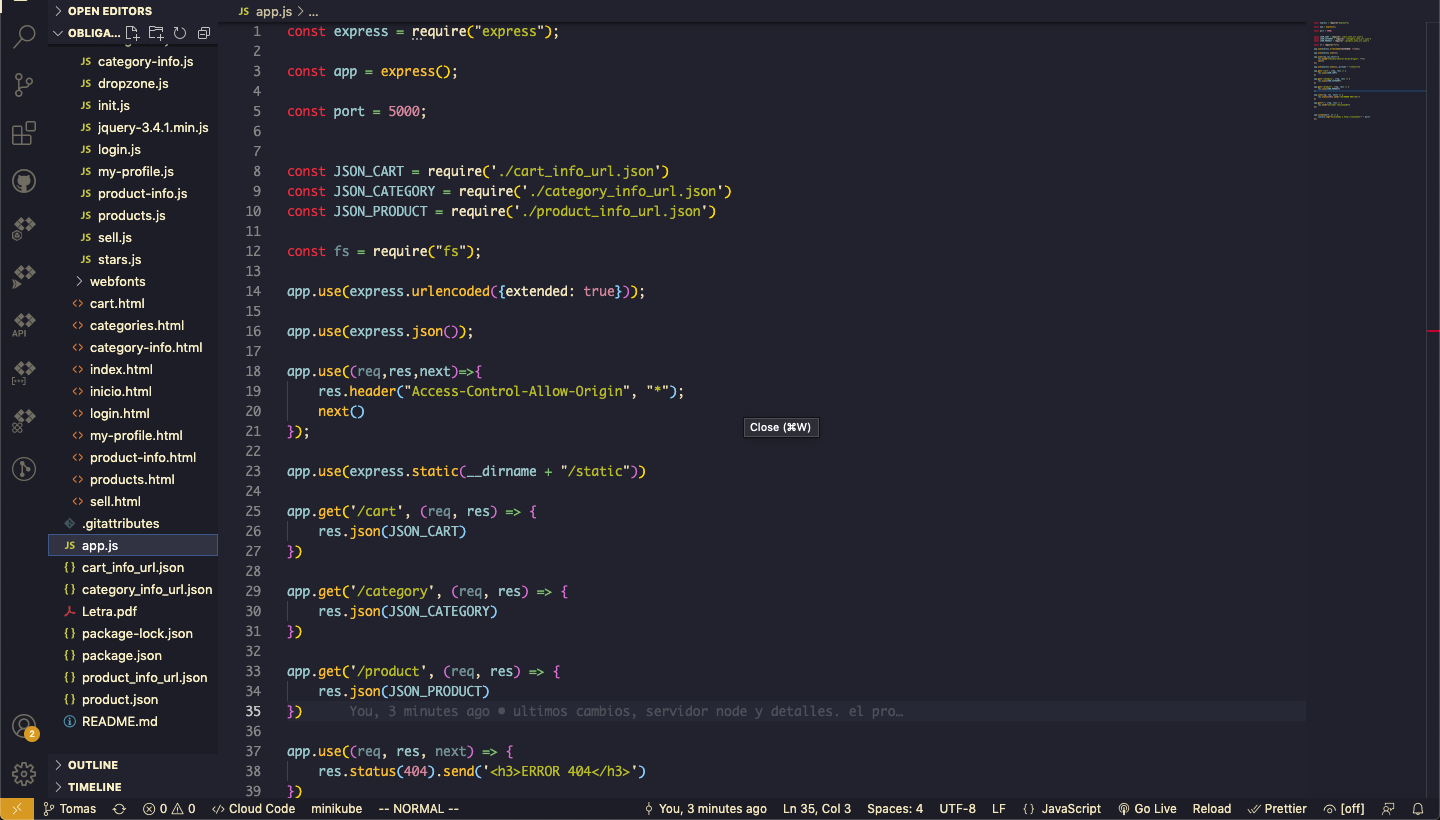 OPEN EDITORS
OBLIGA...
category-info.js
dropzone.js
init.js
jquery-3.4.1.min.js
login.js
my-profile.js
product-info.js
products.js
sell.js
stars.js
webfonts
cart.html
categories.html
category-info.html
index.html
inicio.html
login.html
my-profile.html
product-info.html
products.html
sell.html
.gitattributes
app.js
cart_info_url.json
category_info_url.json
Letra.pdf
package-lock.json
package.json
product_info_url.json
product.json
README.md
OUTLINE
TIMELINE
API
2
JS app.js > ...
1 const express = require("express");
2
3 const app = express();
4
5 const port = 5000;
6
7
8 const JSON_CART = require('./cart_info_url.json')
9 const JSON_CATEGORY = require('./category_info_url.json')
10 const JSON_PRODUCT = require('./product_info_url.json')
11
12 const fs = require("fs");
13
14 app.use(express.urlencoded({extended: true}));
15
16 app.use(express.json());
17
18 app.use((req,res,next)=>{
19 res.header("Access-Control-Allow-Origin", "*");
20 next()
21 });
22
23 app.use(express.static(__dirname + "/static"))
24
25 app.get('/cart', (req, res) => {
26 res.json(JSON_CART)
27 })
28
29 app.get('/category', (req, res) => {
30 res.json(JSON_CATEGORY)
31 })
32
33 app.get('/product', (req, res) => {
34 res.json(JSON_PRODUCT)
35 }) You, 3 minutes ago • ultimos cambios, servidor node y detalles. el pro…
36
37 app.use((req, res, next) => {
38 res.status(404).send('<h3>ERROR 404</h3>')
39 })
Close (⌘W)
Tomas 0 0 Cloud Code minikube -- NORMAL -- You, 3 minutes ago Ln 35, Col 3 Spaces: 4 UTF-8 LF {} JavaScript Go Live Reload Prettier [off]